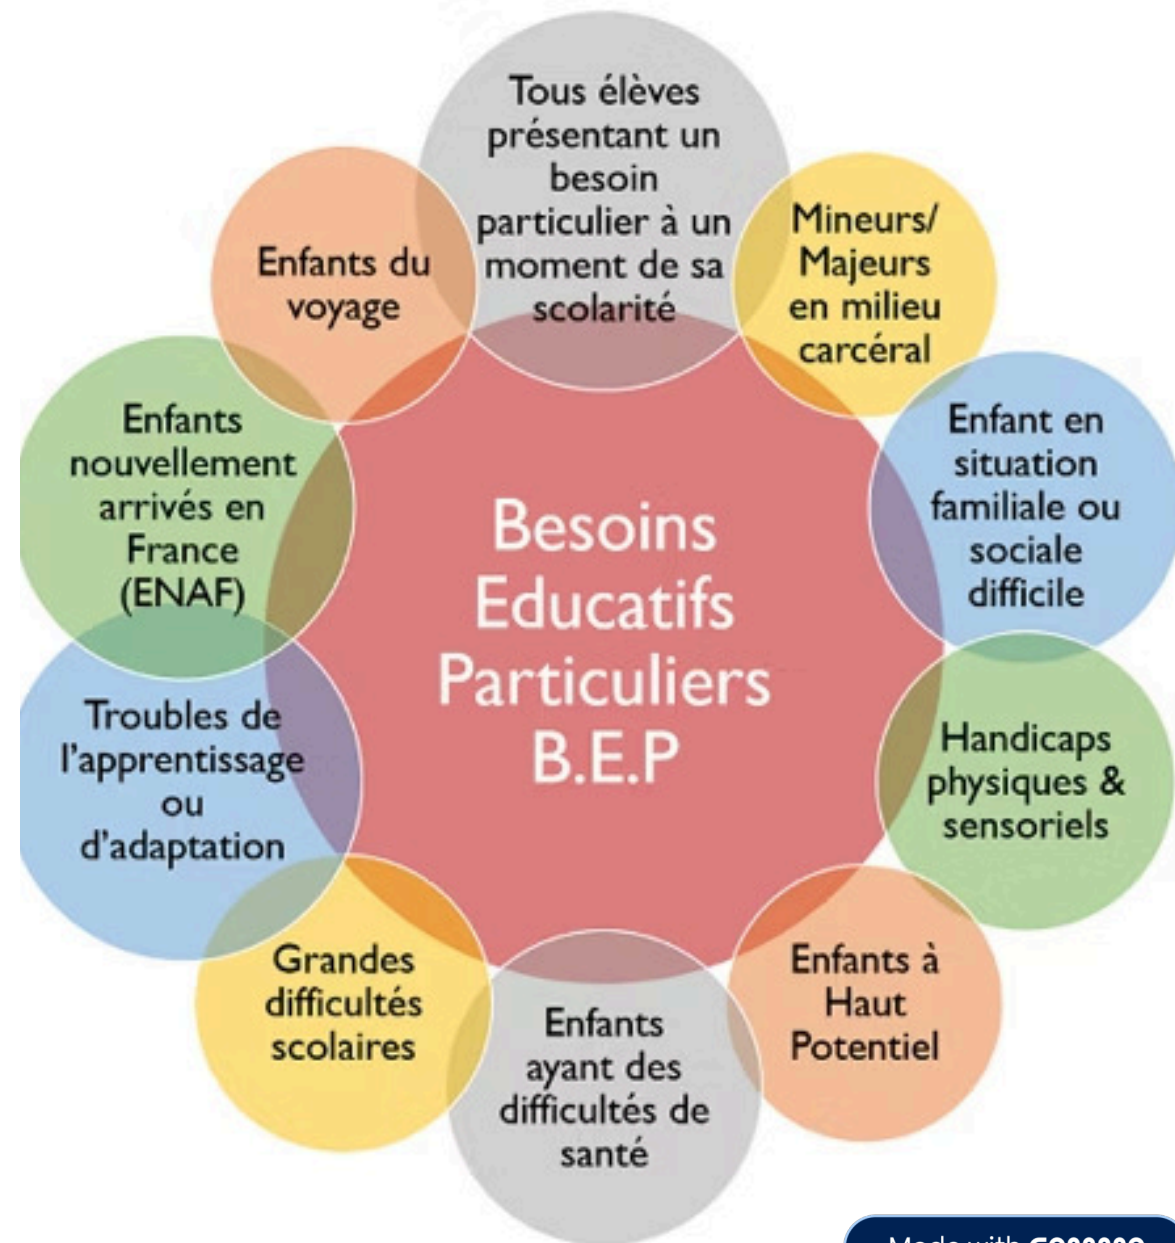 Tous élèves
présentant un
besoin
particulier à un
moment de sa
scolarité
Mineurs/
Majeurs
en milieu
carcéral
Enfant en
situation
familiale ou
sociale
difficile
Handicaps
physiques &
sensoriels
Enfants à
Haut
Potentiel
Enfants
ayant des
difficultés de
santé
Grandes
difficultés
scolaires
Troubles de
l'apprentissage
ou
d'adaptation
Enfants
nouvellement
arrivés en
France
(ENAF)
Enfants du
voyage
Besoins
Educatifs
Particuliers
B.E.P
Made with